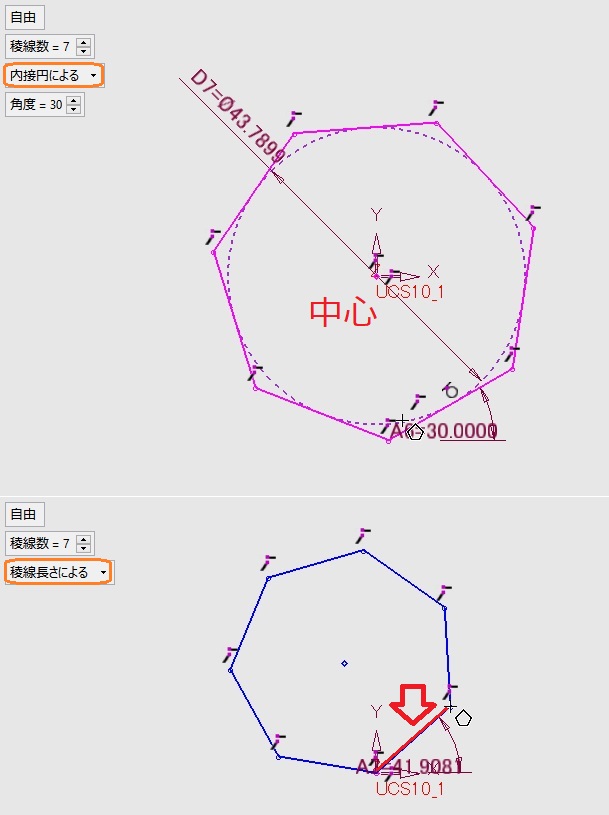 自由
稜線数 = 7
内接円による
角度 = 30
D7=Ø43.7899
Y
X
UCS10_1
中心
A6=30.0000
自由
稜線数 = 7
稜線長さによる
Y
A7=41.9081
UCS10_1